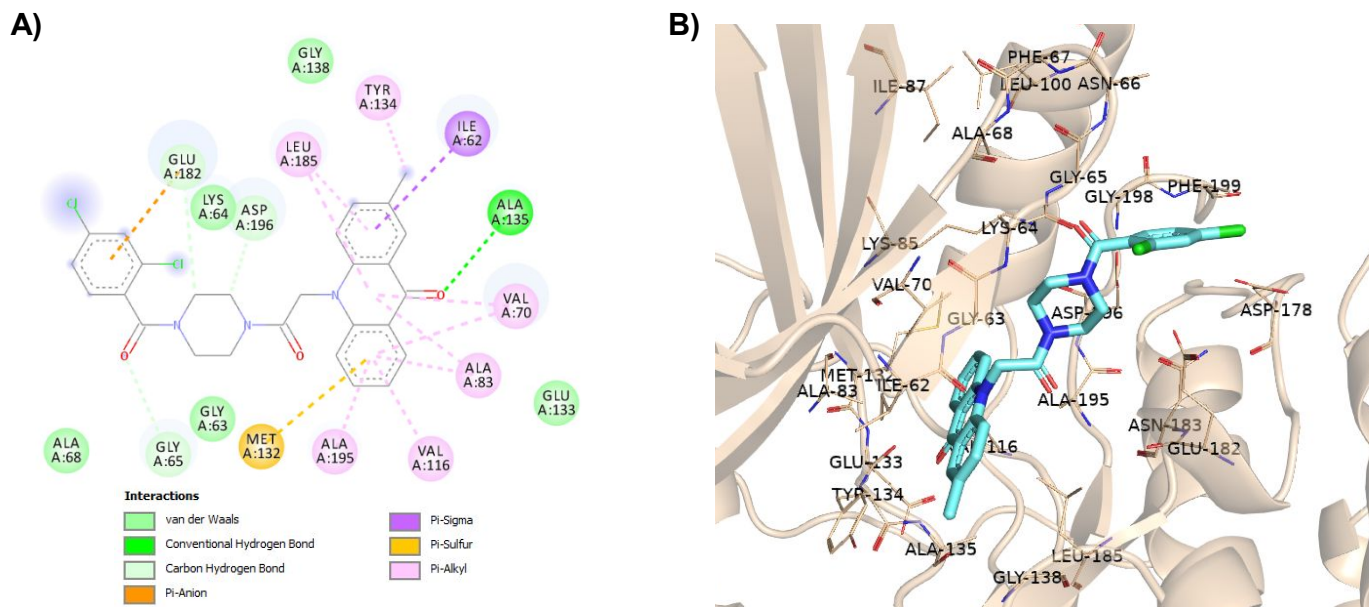 A)
GLY
A:138
TYR
A:134
ILE
A:62
LEU
A:185
GLU
A:182
LYS
A:64
ASP
A:196
ALA
A:135
Cl
Cl
VAL
A:70
N
N
N
O
O
O
ALA
A:83
GLU
A:133
GLY
A:63
ALA
A:68
GLY
A:65
MET
A:132
ALA
A:195
VAL
A:116
Interactions
van der Waals
Conventional Hydrogen Bond
Carbon Hydrogen Bond
Pi-Anion
Pi-Sigma
Pi-Sulfur
Pi-Alkyl
B)
PHE-67
ILE-87
LEU-100
ASN-66
ALA-68
GLY-65
GLY-198
PHE-199
LYS-64
LYS-85
VAL-70
GLY-63
ASP-178
MET-13
ALA-83
ILE-62
ALA-195
ASN-183
GLU-182
116
GLU-133
TYR-134
ALA-135
LEU-185
GLY-138